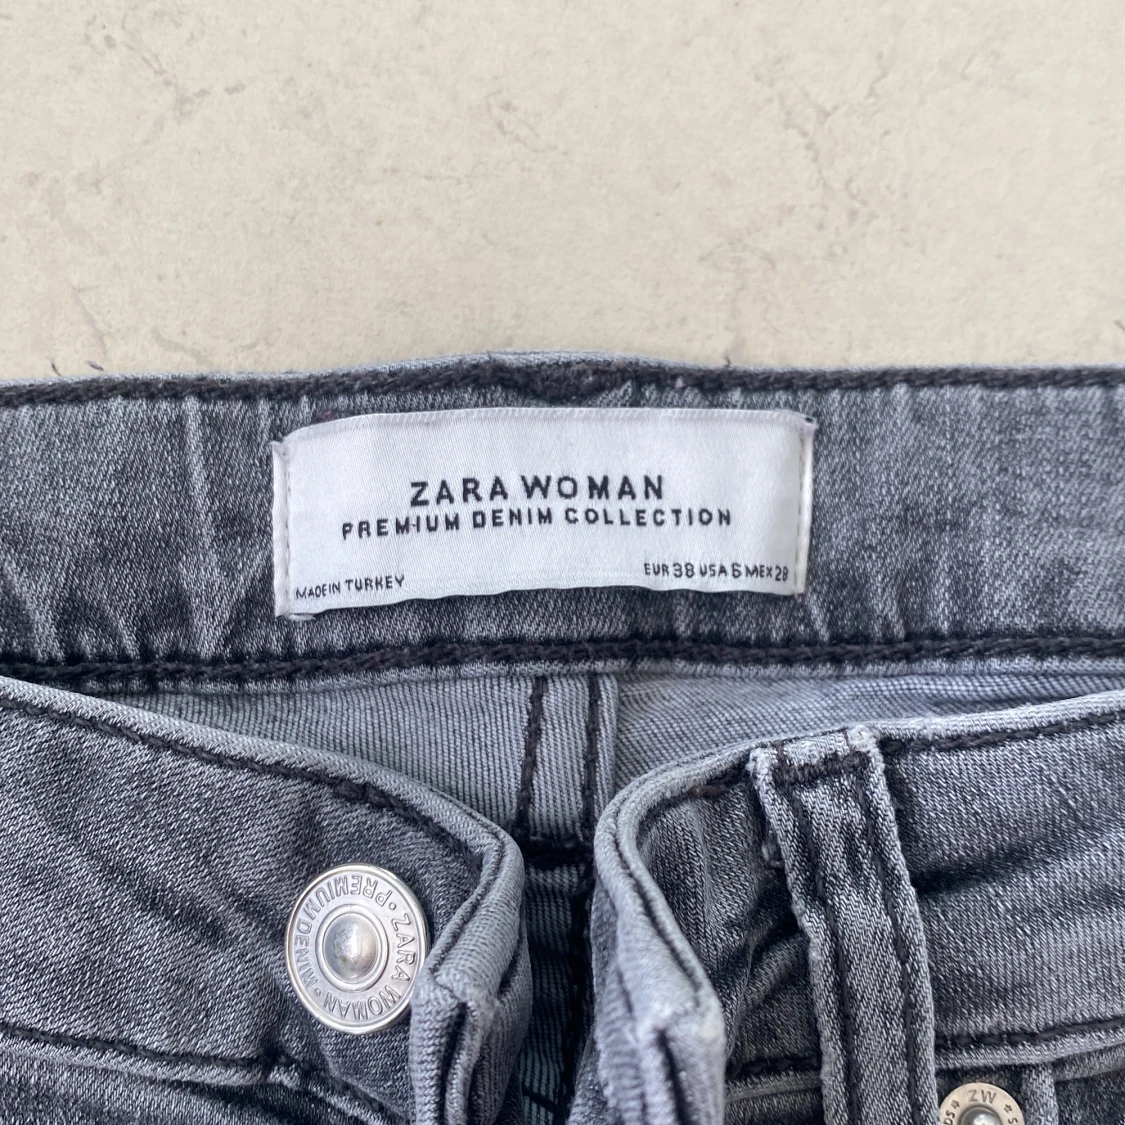 ZARA WOMAN
PREMIUM DENIM COLLECTION
MADE IN TURKEY
EUR 38 USA 6 MEX 28
ZARA WOMAN • PREMIUM DENIM •
ZW